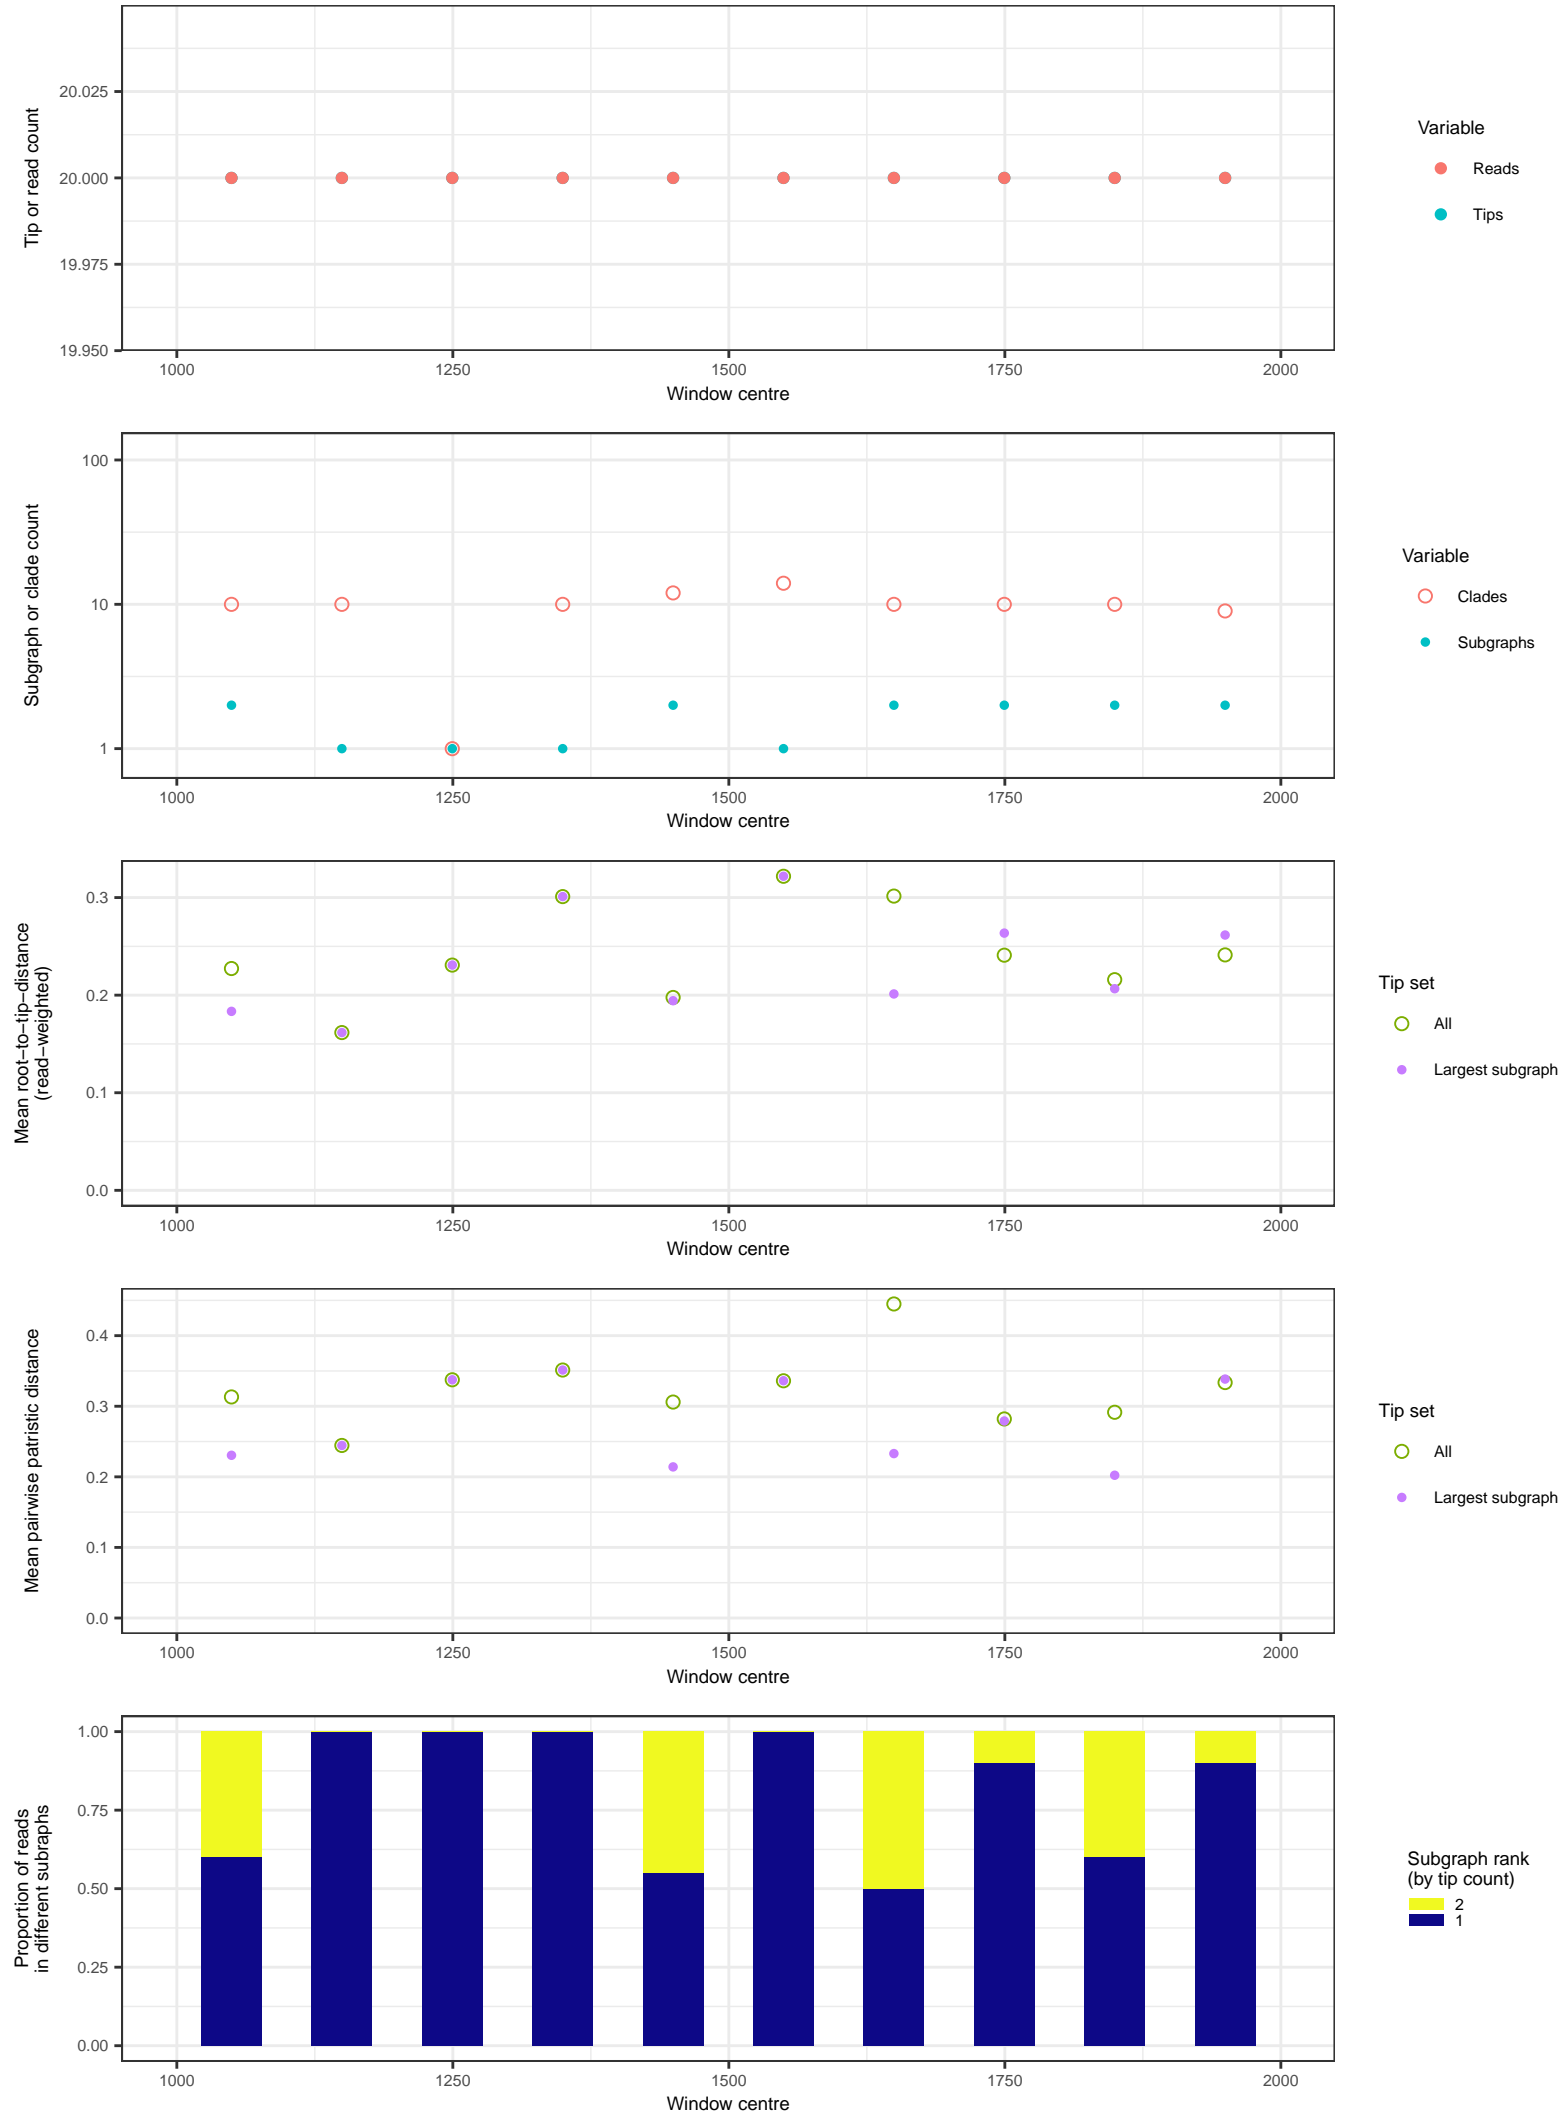 Tip or read count
20.025
20.000
19.975
19.950
1000 1250 1500 1750 2000
Window centre
Variable
Reads
Tips
Subgraph or clade count
100
10
1
1000 1250 1500 1750 2000
Window centre
Variable
Clades
Subgraphs
Mean root−to−tip−distance
(read−weighted)
0.3
0.2
0.1
0.0
1000 1250 1500 1750 2000
Window centre
Tip set
All
Largest subgraph
Mean pairwise patristic distance
0.4
0.3
0.2
0.1
0.0
1000 1250 1500 1750 2000
Window centre
Tip set
All
Largest subgraph
Proportion of reads
in different subraphs
1.00
0.75
0.50
0.25
0.00
1000 1250 1500 1750 2000
Window centre
Subgraph rank
(by tip count)
2
1